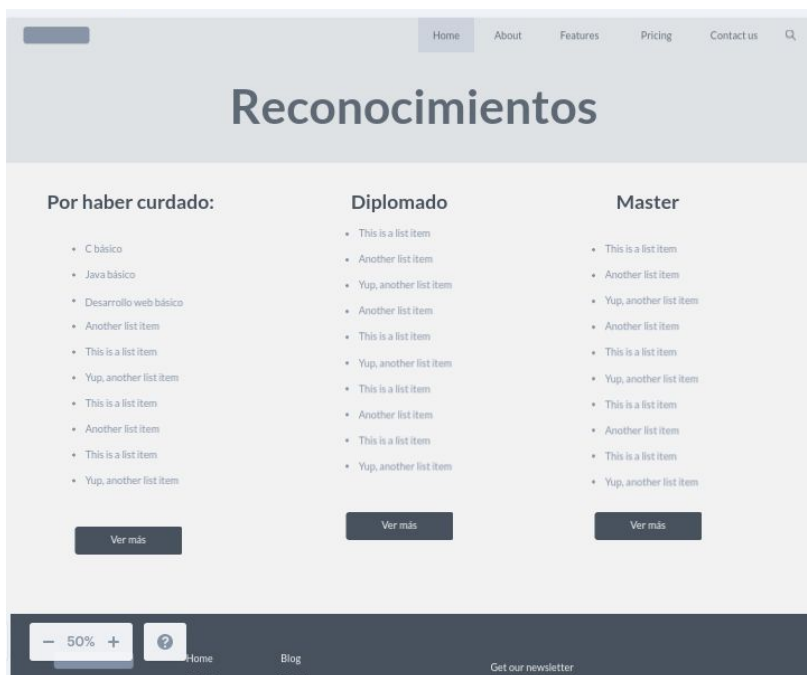 Home About Features Pricing Contact us
Reconocimientos
Por haber curdado:
C básico
Java básico
Desarrollo web básico
Another list item
This is a list item
Yup, another list item
This is a list item
Another list item
This is a list item
Yup, another list item
Ver más
Diplomado
This is a list item
Another list item
Yup, another list item
Another list item
This is a list item
Yup, another list item
This is a list item
Another list item
This is a list item
Yup, another list item
Ver más
Master
This is a list item
Another list item
Yup, another list item
Another list item
This is a list item
Yup, another list item
This is a list item
Another list item
This is a list item
Yup, another list item
Ver más
50%
Home Blog
Get our newsletter